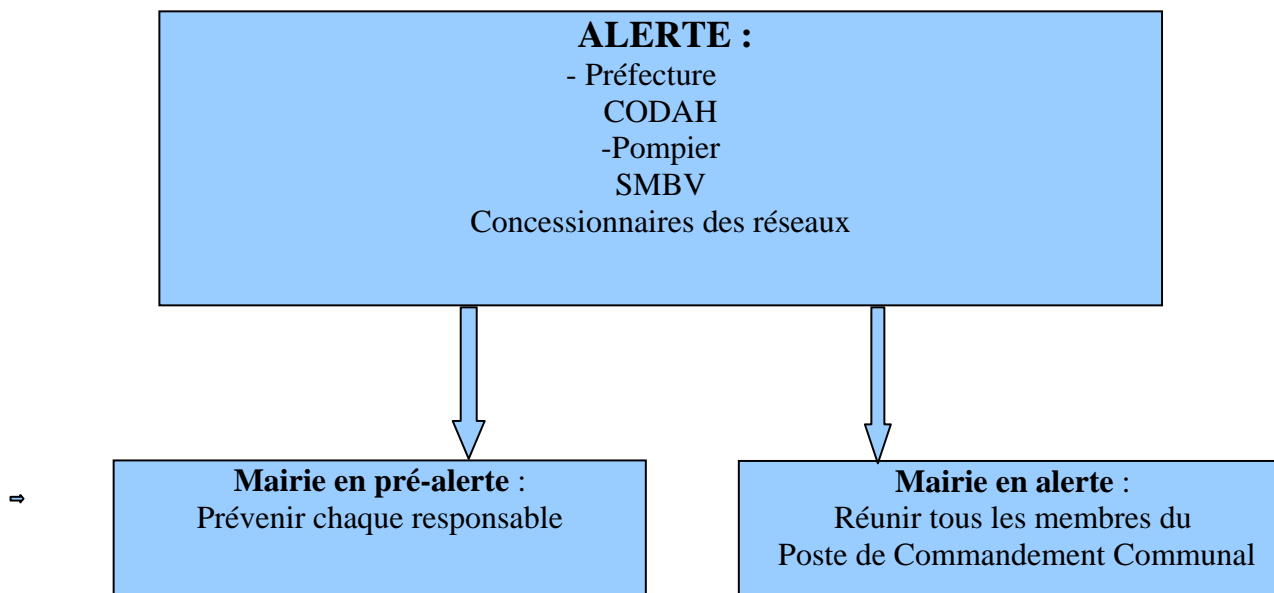 ALERTE :
- Préfecture
CODAH
-Pompier
SMBV
Concessionnaires des réseaux
Mairie en pré-alerte :
Prévenir chaque responsable
Mairie en alerte :
Réunir tous les membres du
Poste de Commandement Communal